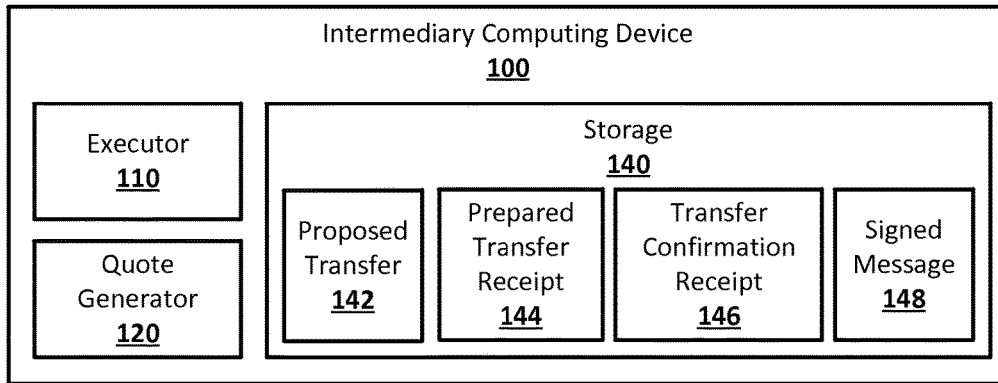 Intermediary Computing Device
100
Executor
110
Quote
Generator
120
Storage
140
Proposed
Transfer
142
Prepared
Transfer
Receipt
144
Transfer
Confirmation
Receipt
146
Signed
Message
148